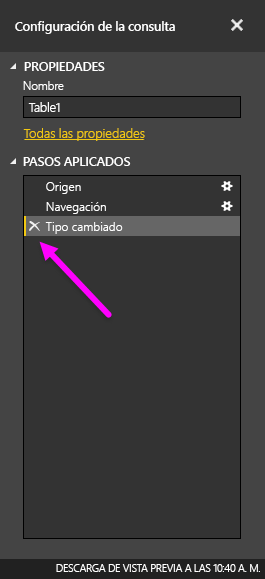 Configuración de la consulta
PROPIEDADES
Nombre
Table1
Todas las propiedades
PASOS APLICADOS
Origen
Navegación
Tipo cambiado
DESCARGA DE VISTA PREVIA A LAS 10:40 A. M.